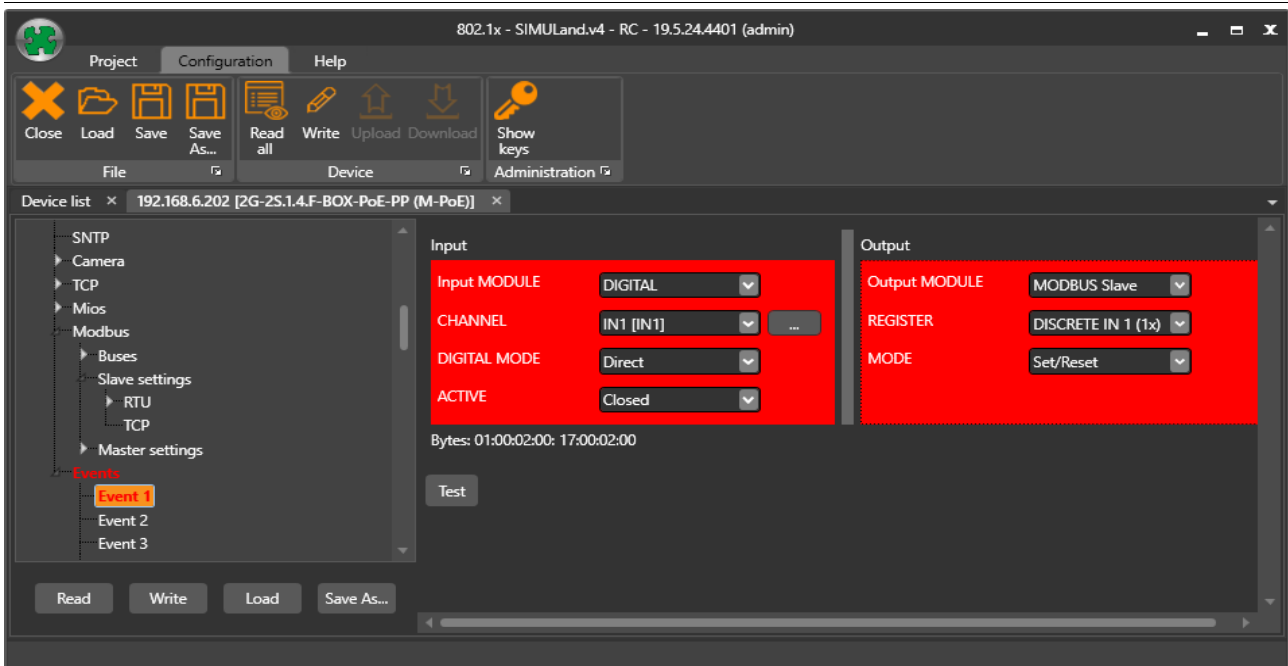 802.1x - SIMULand.v4 - RC - 19.5.24.4401 (admin)
Project Configuration Help
Close Load Save Save As... Read all Write Upload Download Show keys
File Device Administration
Device list × 192.168.6.202 [2G-2S.1.4.F-BOX-PoE-PP (M-PoE)] ×
SNTP
Camera
TCP
Mios
Modbus
Buses
Slave settings
RTU
TCP
Master settings
Events
Event 1
Event 2
Event 3
Read Write Load Save As...
Input
Input MODULE DIGITAL
CHANNEL IN1 [IN1] ...
DIGITAL MODE Direct
ACTIVE Closed
Bytes: 01:00:02:00: 17:00:02:00
Test
Output
Output MODULE MODBUS Slave
REGISTER DISCRETE IN 1 (1x)
MODE Set/Reset